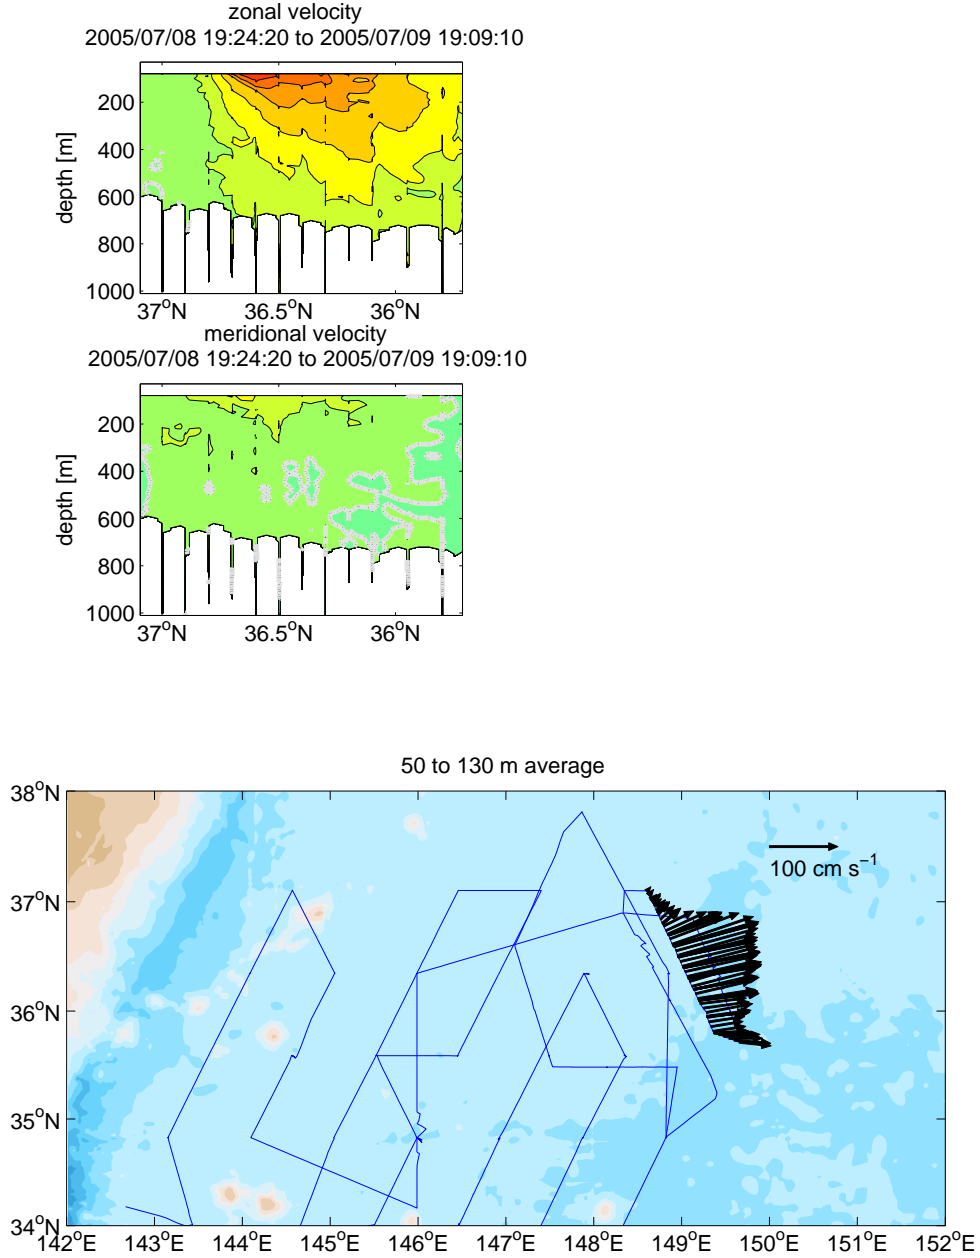 zonal velocity
2005/07/08 19:24:20 to 2005/07/09 19:09:10
depth [m]
200
400
600
800
1000
37°N 36.5°N 36°N
meridional velocity
2005/07/08 19:24:20 to 2005/07/09 19:09:10
depth [m]
200
400
600
800
1000
37°N 36.5°N 36°N
50 to 130 m average
38°N
37°N
36°N
35°N
34°N
100 cm s⁻¹
142°E 143°E 144°E 145°E 146°E 147°E 148°E 149°E 150°E 151°E 152°E